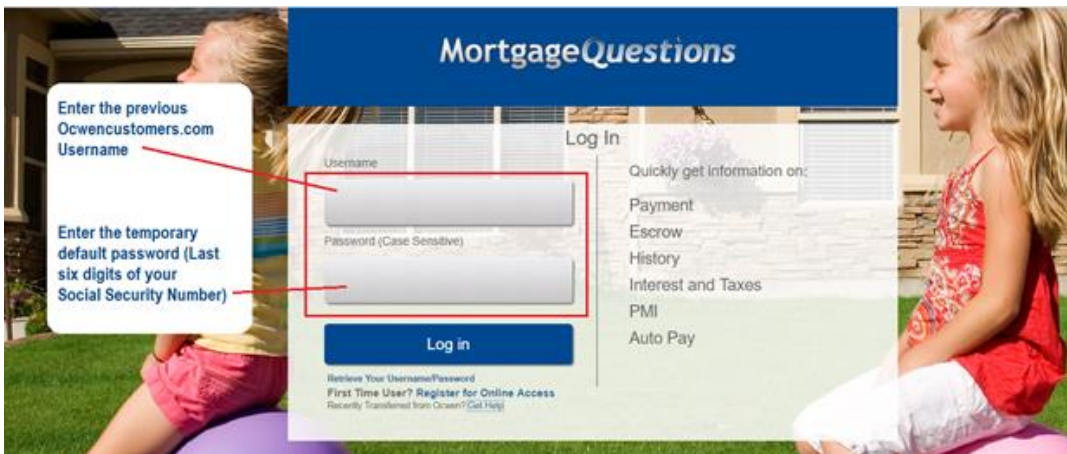 MortgageQuestions
Enter the previous
Ocwencustomers.com
Username
Enter the temporary
default password (Last
six digits of your
Social Security Number)
Log In
Username
Password (Case Sensitive)
Log in
Retrieve Your Username/Password
First Time User? Register for Online Access
Recently Transferred from Ocwen? Get Help
Quickly get information on:
Payment
Escrow
History
Interest and Taxes
PMI
Auto Pay